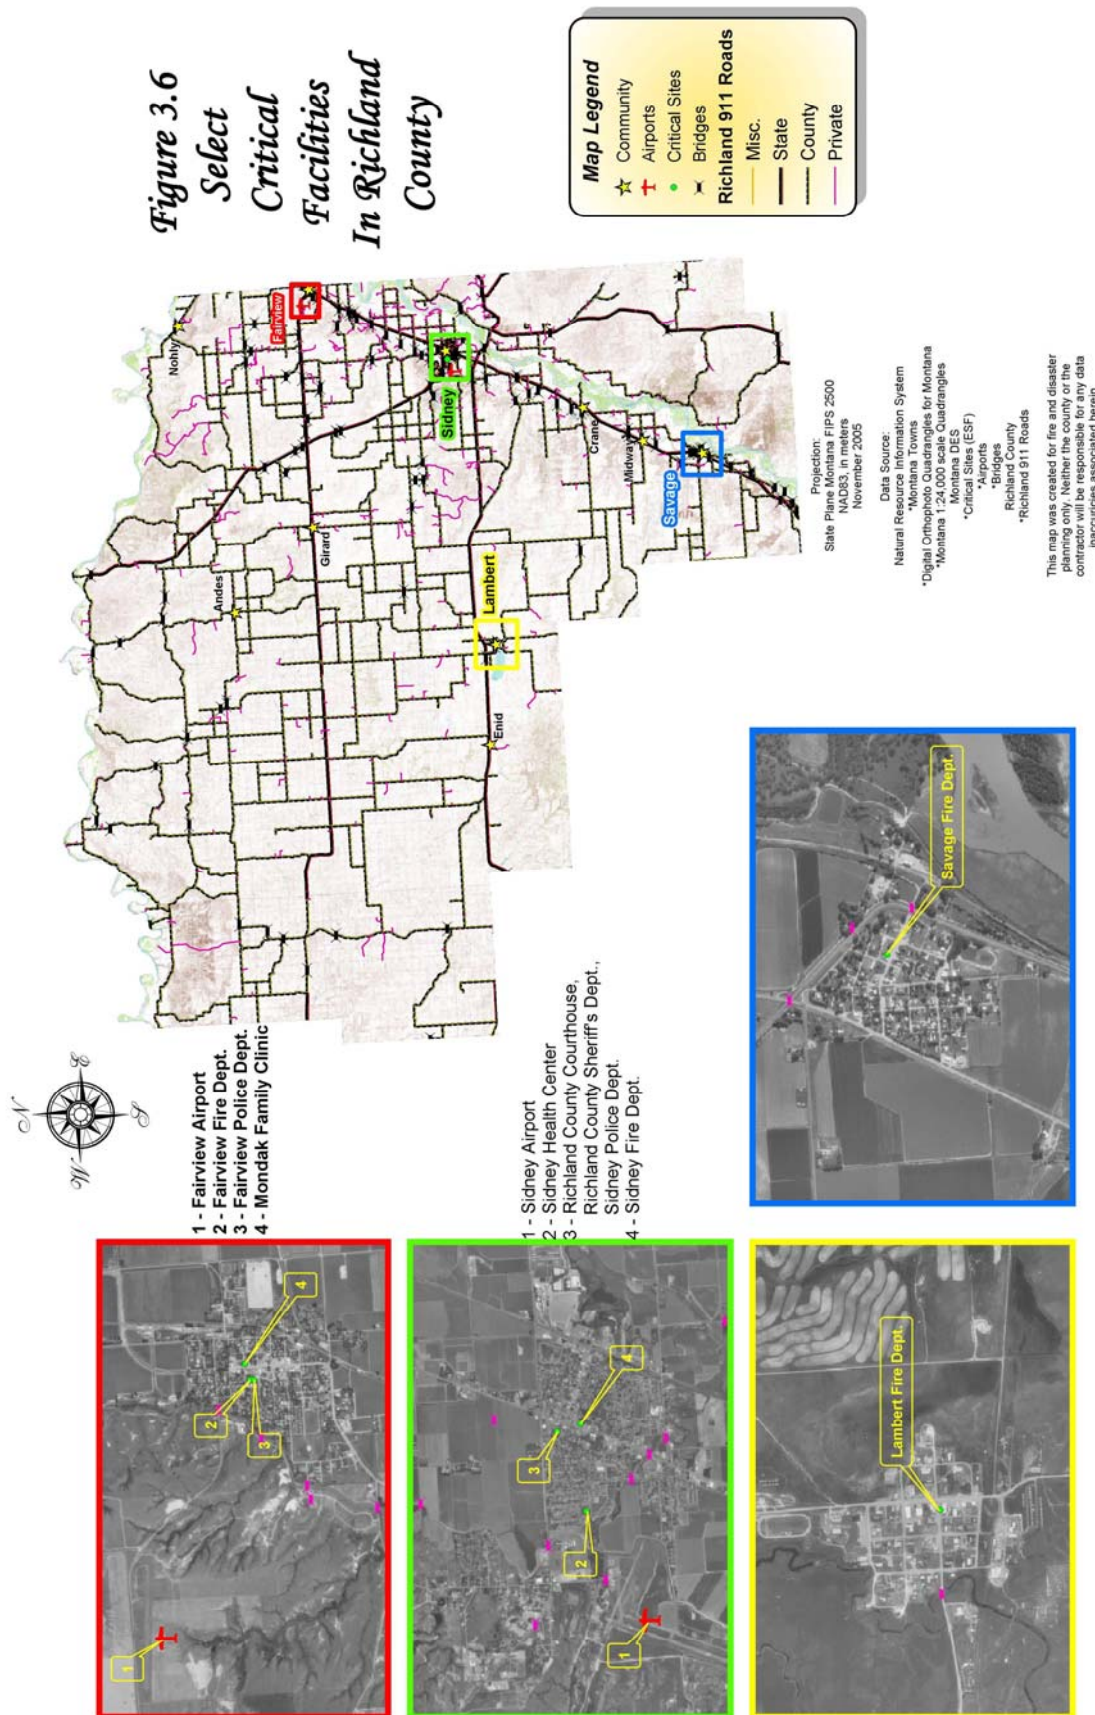 Figure 3.6
Select
Critical
Facilities
In Richland
County
Map Legend
Community
Airports
Critical Sites
Bridges
Richland 911 Roads
Misc.
State
County
Private
N
W
E
S
Nohly
Fairview
Andes
Girard
Sidney
Crane
Midway
Savage
Lambert
Enid
1 - Fairview Airport
2 - Fairview Fire Dept.
3 - Fairview Police Dept.
4 - Mondak Family Clinic
1
2
3
4
1 - Sidney Airport
2 - Sidney Health Center
3 - Richland County Courthouse,
Richland County Sheriff's Dept.,
Sidney Police Dept.
4 - Sidney Fire Dept.
1
2
3
4
Lambert Fire Dept.
Savage Fire Dept.
Projection:
State Plane Montana FIPS 2500
NAD83, in meters
November 2005
Data Source:
Natural Resource Information System
*Montana Towns
*Digital Orthophoto Quadrangles for Montana
*Montana 1:24,000 scale Quadrangles
Montana DES
*Critical Sites (ESF)
*Airports
*Bridges
Richland County
*Richland 911 Roads
This map was created for fire and disaster
planning only. Neither the county or the
contractor will be responsible for any data
inaccuries associated herein.